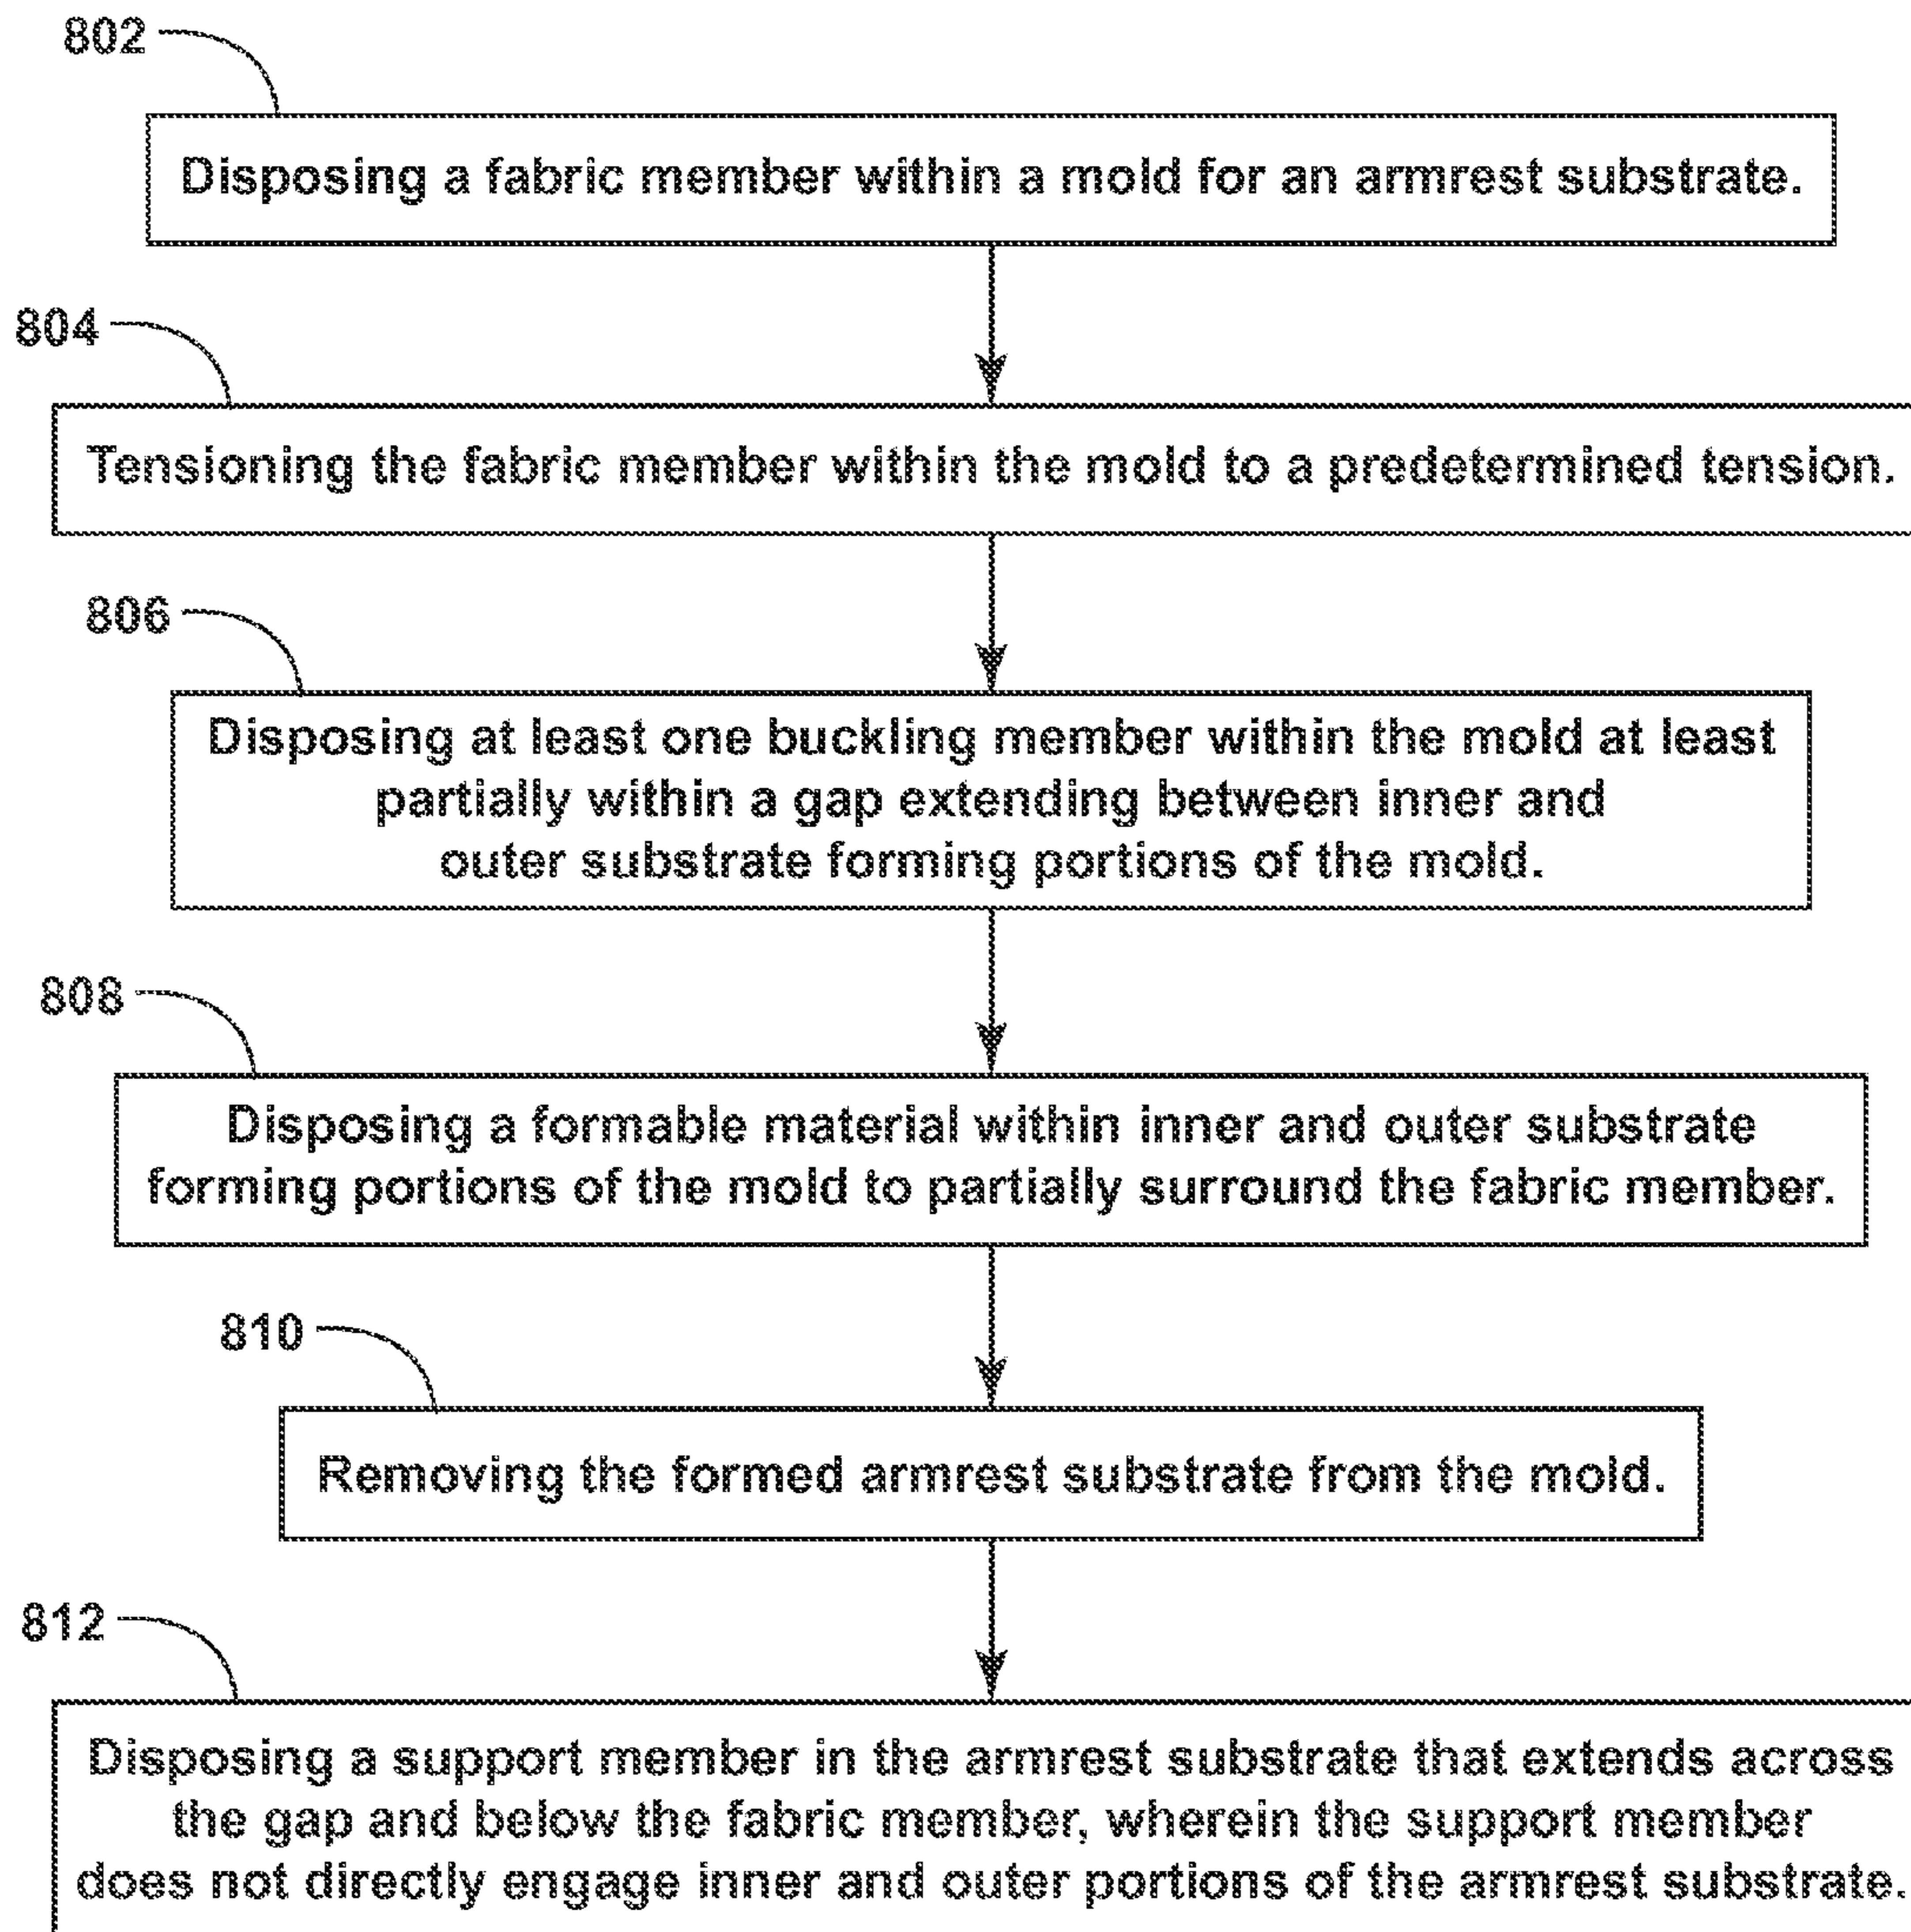 802
Disposing a fabric member within a mold for an armrest substrate.
804
Tensioning the fabric member within the mold to a predetermined tension.
806
Disposing at least one buckling member within the mold at least
partially within a gap extending between inner and
outer substrate forming portions of the mold.
808
Disposing a formable material within inner and outer substrate
forming portions of the mold to partially surround the fabric member.
810
Removing the formed armrest substrate from the mold.
812
Disposing a support member in the armrest substrate that extends across
the gap and below the fabric member, wherein the support member
does not directly engage inner and outer portions of the armrest substrate.